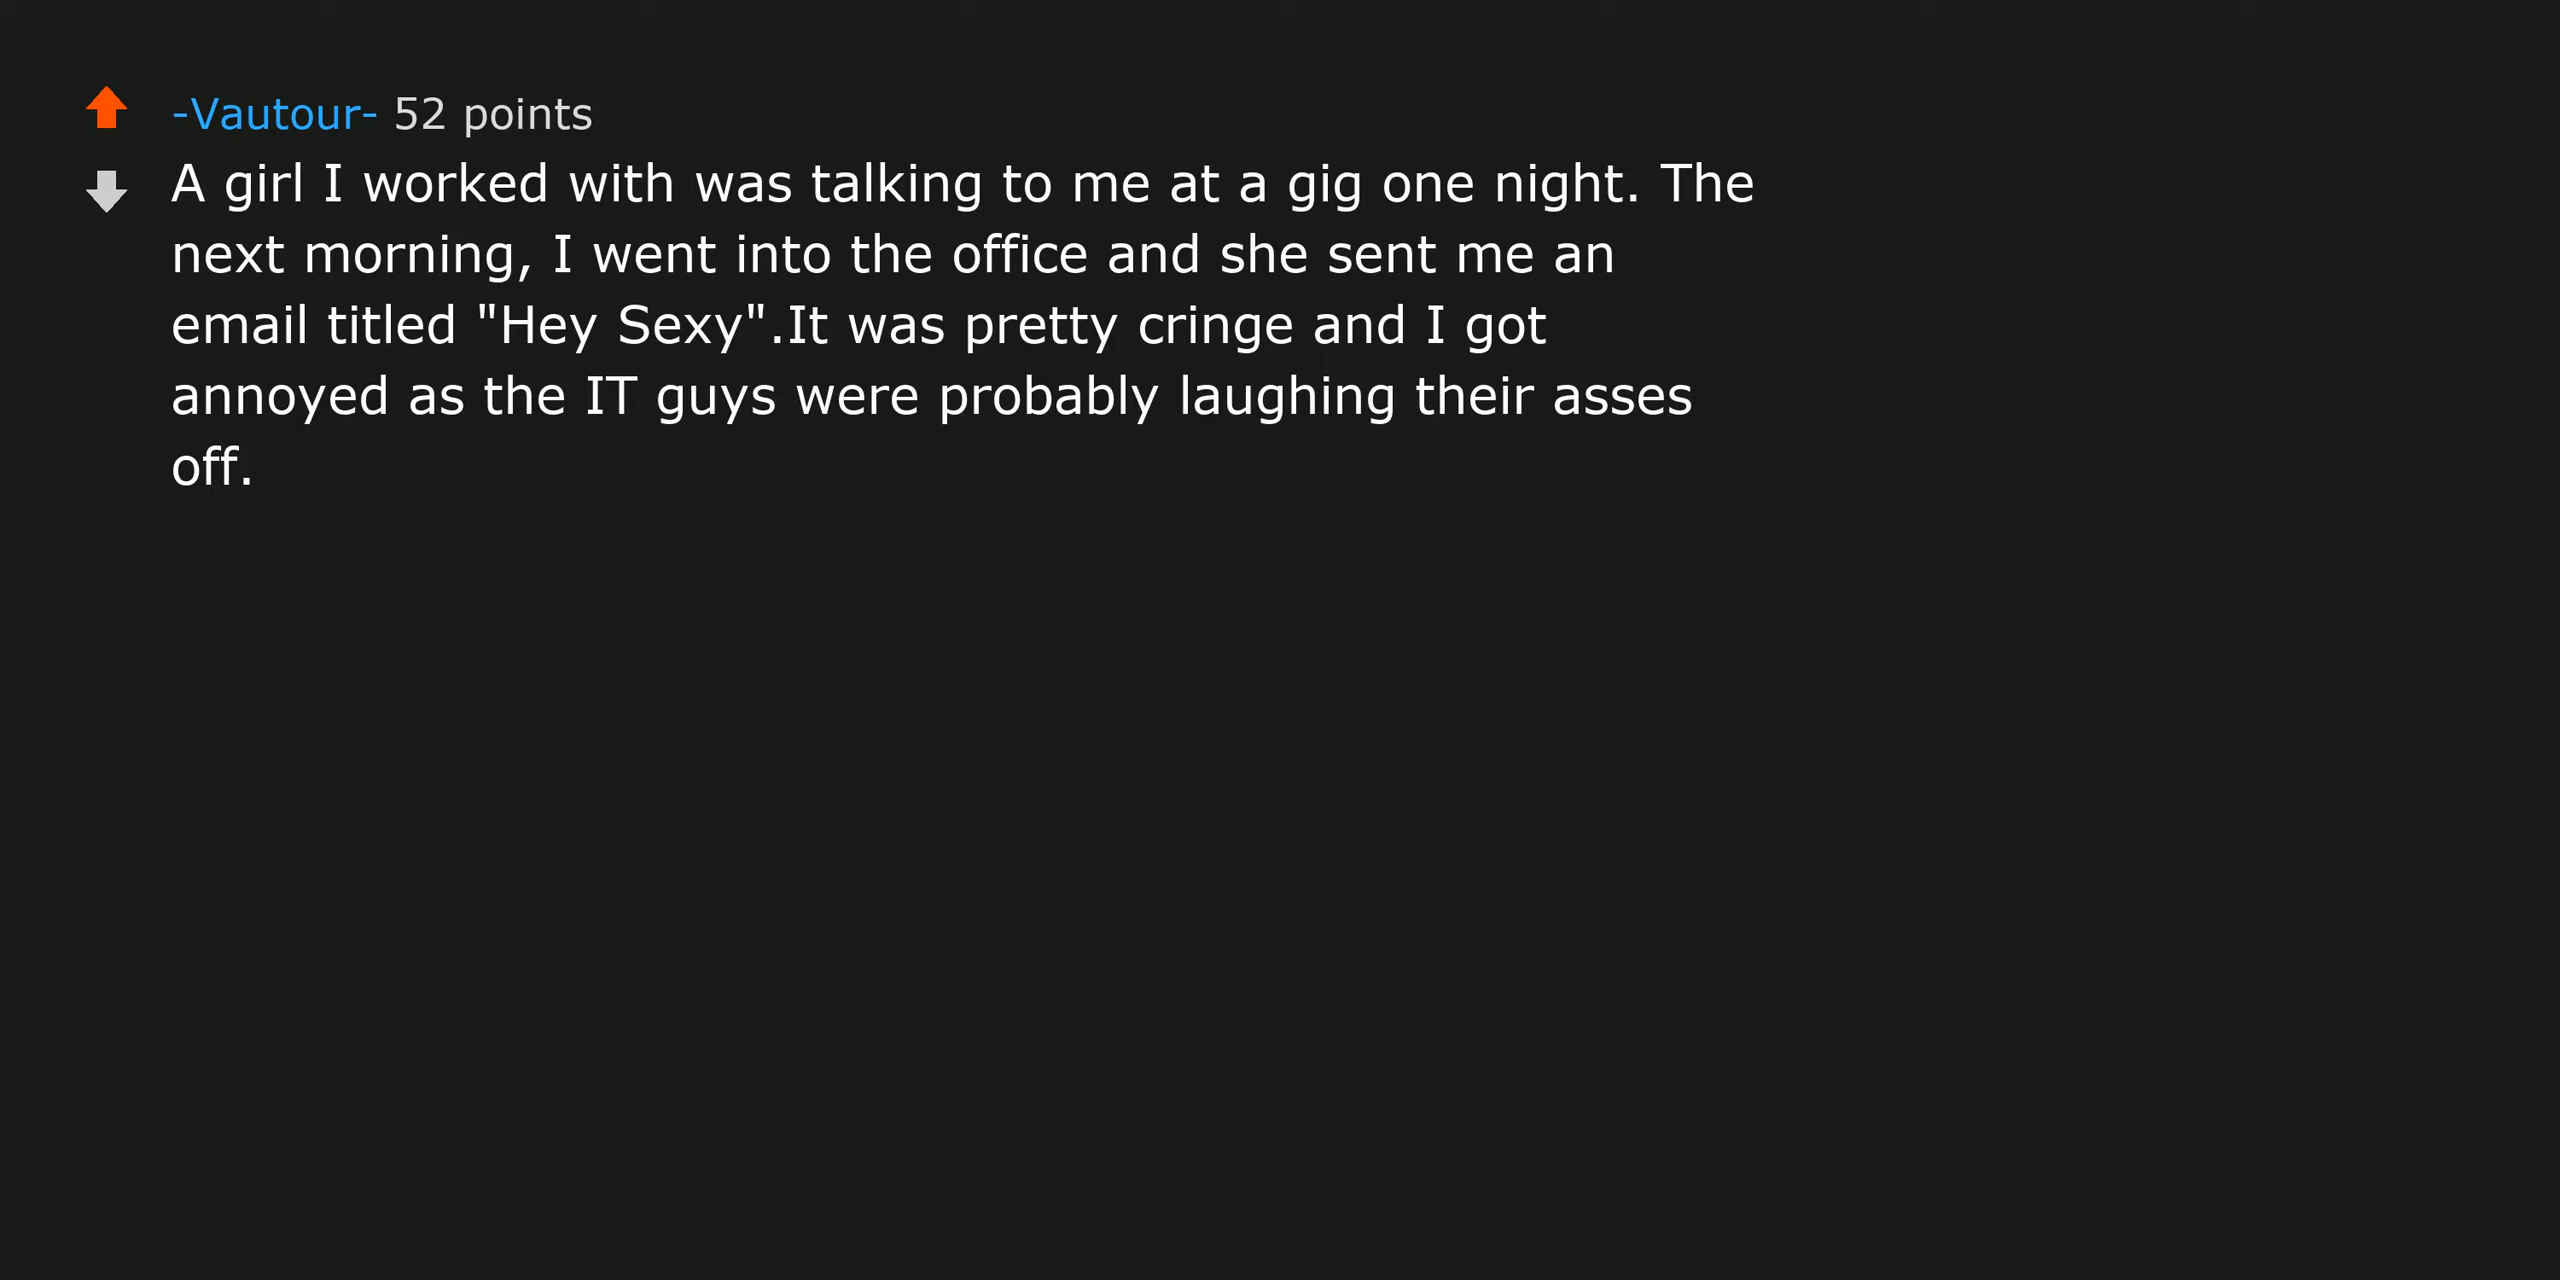 -Vautour- 52 points
A girl I worked with was talking to me at a gig one night. The
next morning, I went into the office and she sent me an
email titled "Hey Sexy".It was pretty cringe and I got
annoyed as the IT guys were probably laughing their asses
off.